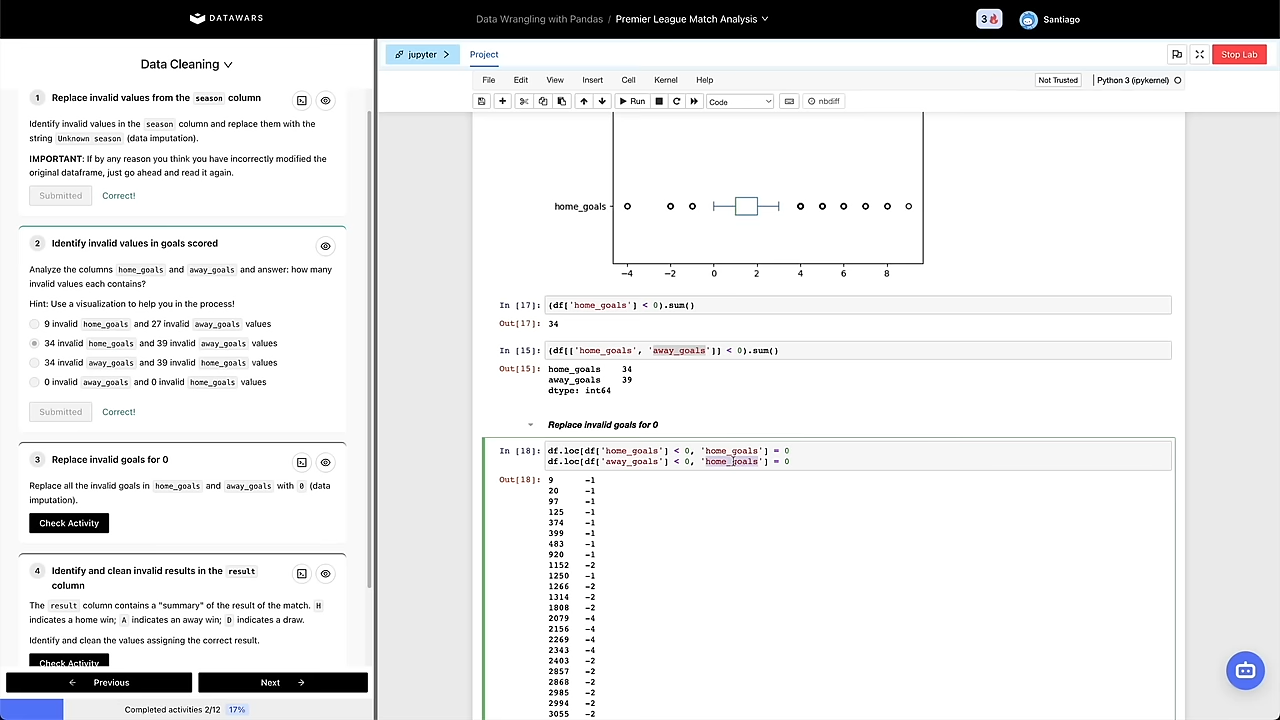 DATAWARS
Data Wrangling with Pandas / Premier League Match Analysis
3
Santiago
Data Cleaning
1 Replace invalid values from the season column
Identify invalid values in the season column and replace them with the
string Unknown season (data imputation).
IMPORTANT: If by any reason you think you have incorrectly modified the
original dataframe, just go ahead and read it again.
Submitted Correct!
2 Identify invalid values in goals scored
Analyze the columns home_goals and away_goals and answer: how many
invalid values each contains?
Hint: Use a visualization to help you in the process!
9 invalid home_goals and 27 invalid away_goals values
34 invalid home_goals and 39 invalid away_goals values
34 invalid away_goals and 39 invalid home_goals values
0 invalid away_goals and 0 invalid home_goals values
Submitted Correct!
3 Replace invalid goals for 0
Replace all the invalid goals in home_goals and away_goals with 0 (data
imputation).
Check Activity
4 Identify and clean invalid results in the result
column
The result column contains a "summary" of the result of the match. H
indicates a home win; A indicates an away win; D indicates a draw.
Identify and clean the values assigning the correct result.
Check Activity
← Previous Next →
Completed activities 2/12 17%
jupyter Project Stop Lab
File Edit View Insert Cell Kernel Help Not Trusted Python 3 (ipykernel)
Run Code nbdiff
home_goals
−4 −2 0 2 4 6 8
In [17]: (df['home_goals'] < 0).sum()
Out[17]: 34
In [15]: (df[['home_goals', 'away_goals']] < 0).sum()
Out[15]: home_goals 34
away_goals 39
dtype: int64
Replace invalid goals for 0
In [18]: df.loc[df['home_goals'] < 0, 'home_goals'] = 0
df.loc[df['away_goals'] < 0, 'home_goals'] = 0
Out[18]: 9 -1
20 -1
97 -1
125 -1
374 -1
399 -1
483 -1
920 -1
1152 -2
1250 -1
1266 -2
1314 -2
1808 -2
2079 -4
2156 -4
2269 -4
2343 -4
2403 -2
2857 -2
2868 -2
2985 -2
2994 -2
3055 -2